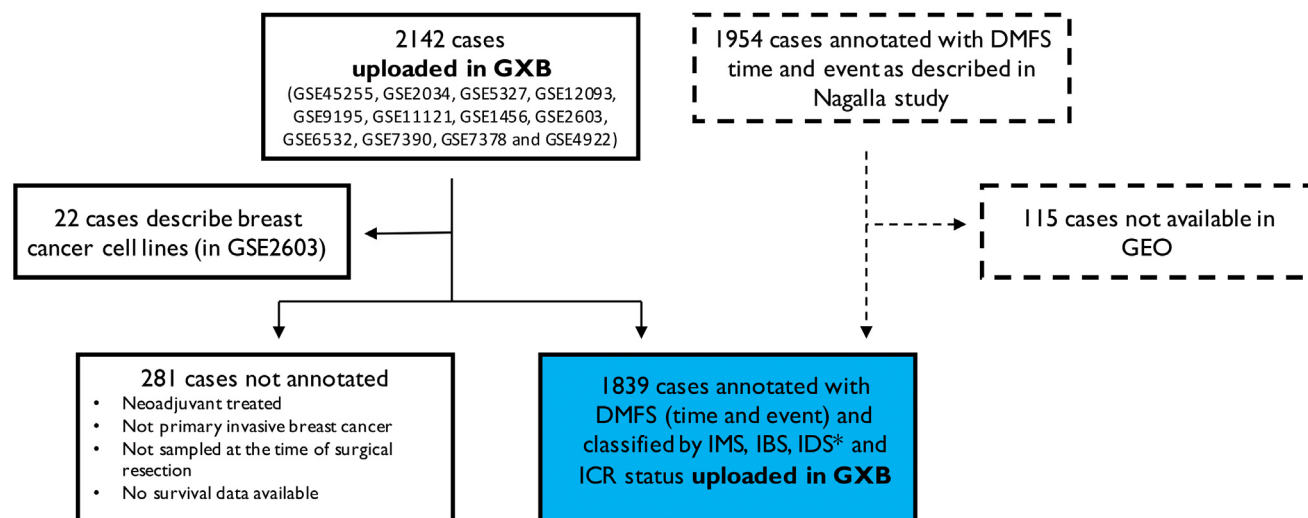 2142 cases
uploaded in GXB
(GSE45255, GSE2034, GSE5327, GSE12093,
GSE9195, GSE11121, GSE1456, GSE2603,
GSE6532, GSE7390, GSE7378 and GSE4922)
1954 cases annotated with DMFS
time and event as described in
Nagalla study
22 cases describe breast
cancer cell lines (in GSE2603)
115 cases not available in
GEO
281 cases not annotated
• Neoadjuvant treated
• Not primary invasive breast cancer
• Not sampled at the time of surgical
resection
• No survival data available
1839 cases annotated with
DMFS (time and event) and
classified by IMS, IBS, IDS* and
ICR status uploaded in GXB